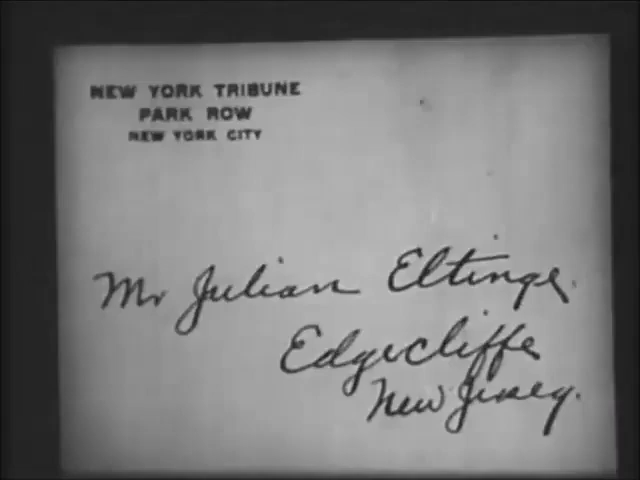 NEW YORK TRIBUNE
PARK ROW
NEW YORK CITY
Mr Julian Eltinge.
Edgecliffe
New Jersey.